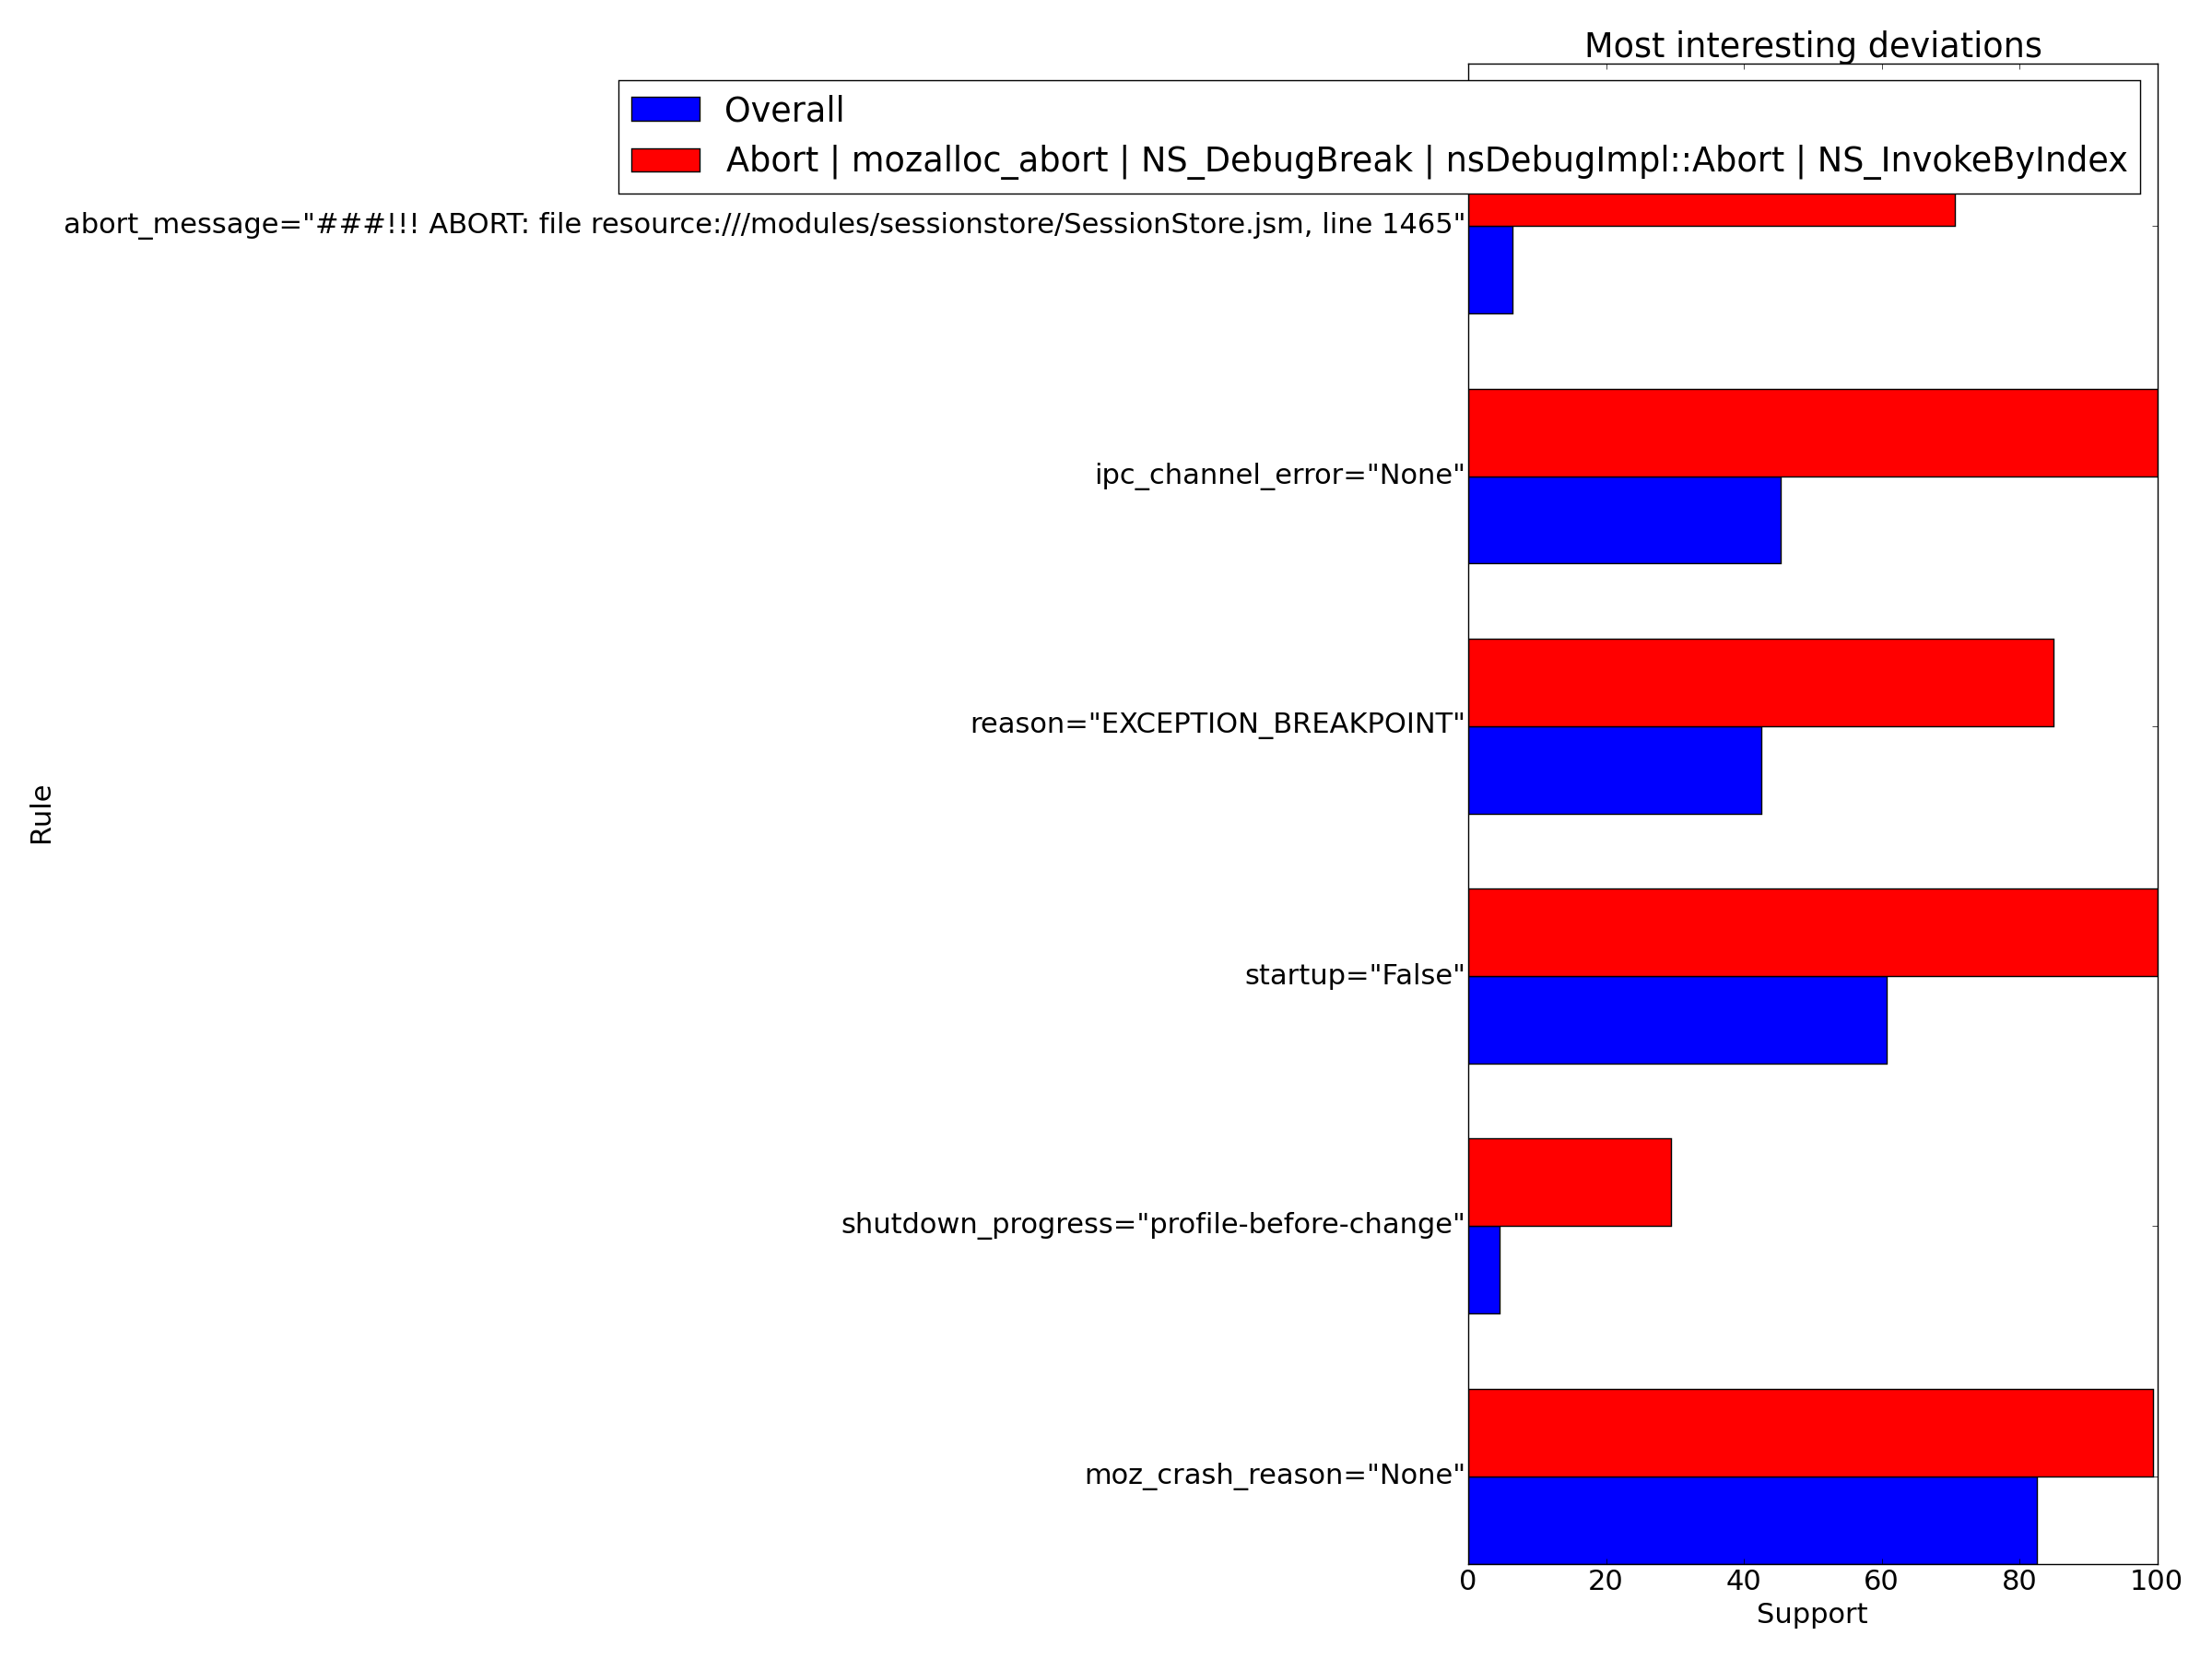 Most interesting deviations
Overall
Abort | mozalloc_abort | NS_DebugBreak | nsDebugImpl::Abort | NS_InvokeByIndex
abort_message="###!!! ABORT: file resource:///modules/sessionstore/SessionStore.jsm, line 1465"
ipc_channel_error="None"
reason="EXCEPTION_BREAKPOINT"
Rule
startup="False"
shutdown_progress="profile-before-change"
moz_crash_reason="None"
0 20 40 60 80 100
Support